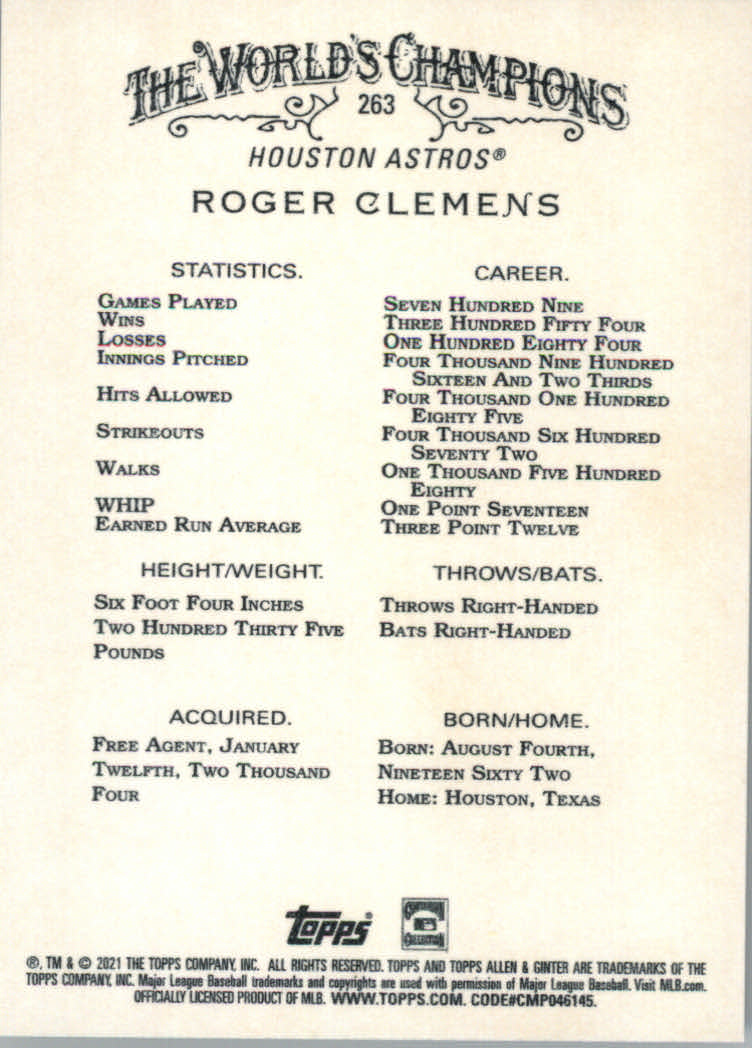 THE WORLD'S CHAMPIONS
263
HOUSTON ASTROS®
ROGER CLEMENS
STATISTICS. CAREER.
GAMES PLAYED SEVEN HUNDRED NINE
WINS THREE HUNDRED FIFTY FOUR
LOSSES ONE HUNDRED EIGHTY FOUR
INNINGS PITCHED FOUR THOUSAND NINE HUNDRED
SIXTEEN AND TWO THIRDS
HITS ALLOWED FOUR THOUSAND ONE HUNDRED
EIGHTY FIVE
STRIKEOUTS FOUR THOUSAND SIX HUNDRED
SEVENTY TWO
WALKS ONE THOUSAND FIVE HUNDRED
EIGHTY
WHIP ONE POINT SEVENTEEN
EARNED RUN AVERAGE THREE POINT TWELVE
HEIGHT/WEIGHT. THROWS/BATS.
SIX FOOT FOUR INCHES THROWS RIGHT-HANDED
TWO HUNDRED THIRTY FIVE BATS RIGHT-HANDED
POUNDS
ACQUIRED. BORN/HOME.
FREE AGENT, JANUARY BORN: AUGUST FOURTH,
TWELFTH, TWO THOUSAND NINETEEN SIXTY TWO
FOUR HOME: HOUSTON, TEXAS
topps®
COOPERSTOWN
COLLECTION
®, TM & © 2021 THE TOPPS COMPANY, INC. ALL RIGHTS RESERVED. TOPPS AND TOPPS ALLEN & GINTER ARE TRADEMARKS OF THE
TOPPS COMPANY, INC. Major League Baseball trademarks and copyrights are used with permission of Major League Baseball. Visit MLB.com.
OFFICIALLY LICENSED PRODUCT OF MLB. WWW.TOPPS.COM. CODE#CMP046145.